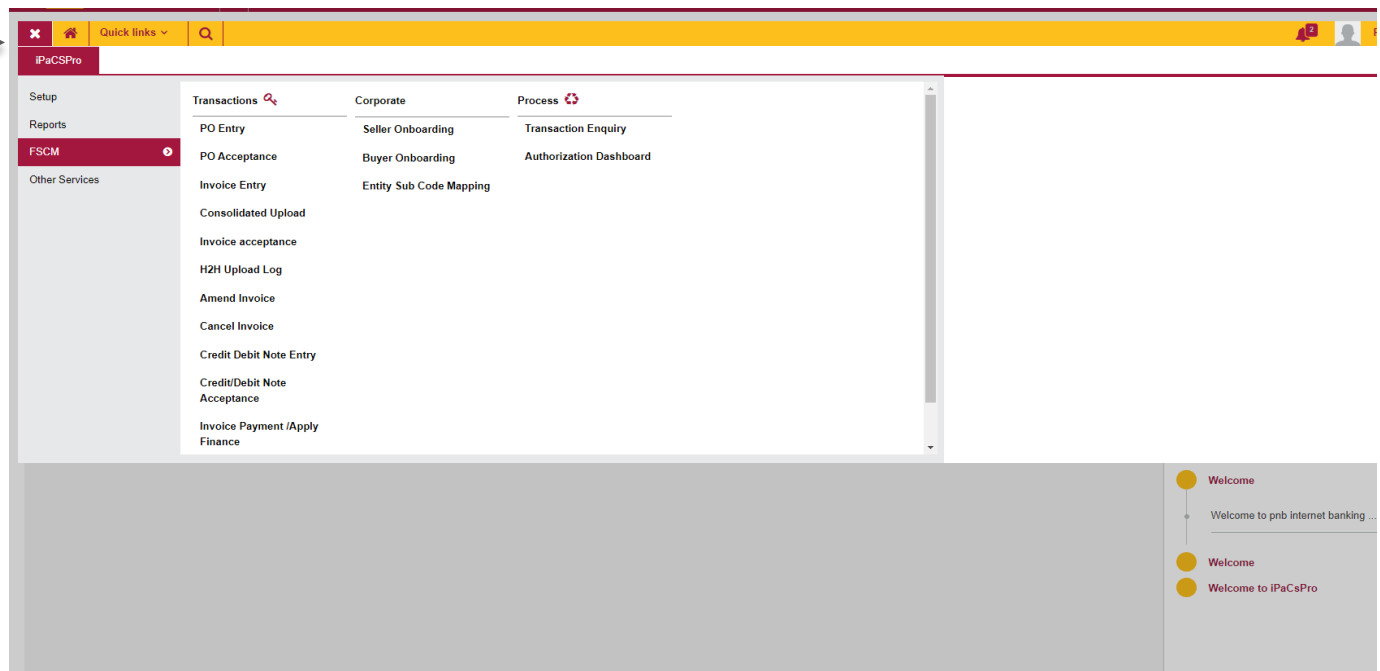 Quick links
2
iPaCSPro
Setup
Reports
FSCM
Other Services
Transactions
PO Entry
PO Acceptance
Invoice Entry
Consolidated Upload
Invoice acceptance
H2H Upload Log
Amend Invoice
Cancel Invoice
Credit Debit Note Entry
Credit/Debit Note
Acceptance
Invoice Payment /Apply
Finance
Corporate
Seller Onboarding
Buyer Onboarding
Entity Sub Code Mapping
Process
Transaction Enquiry
Authorization Dashboard
Welcome
Welcome to pnb internet banking ...
Welcome
Welcome to iPaCsPro